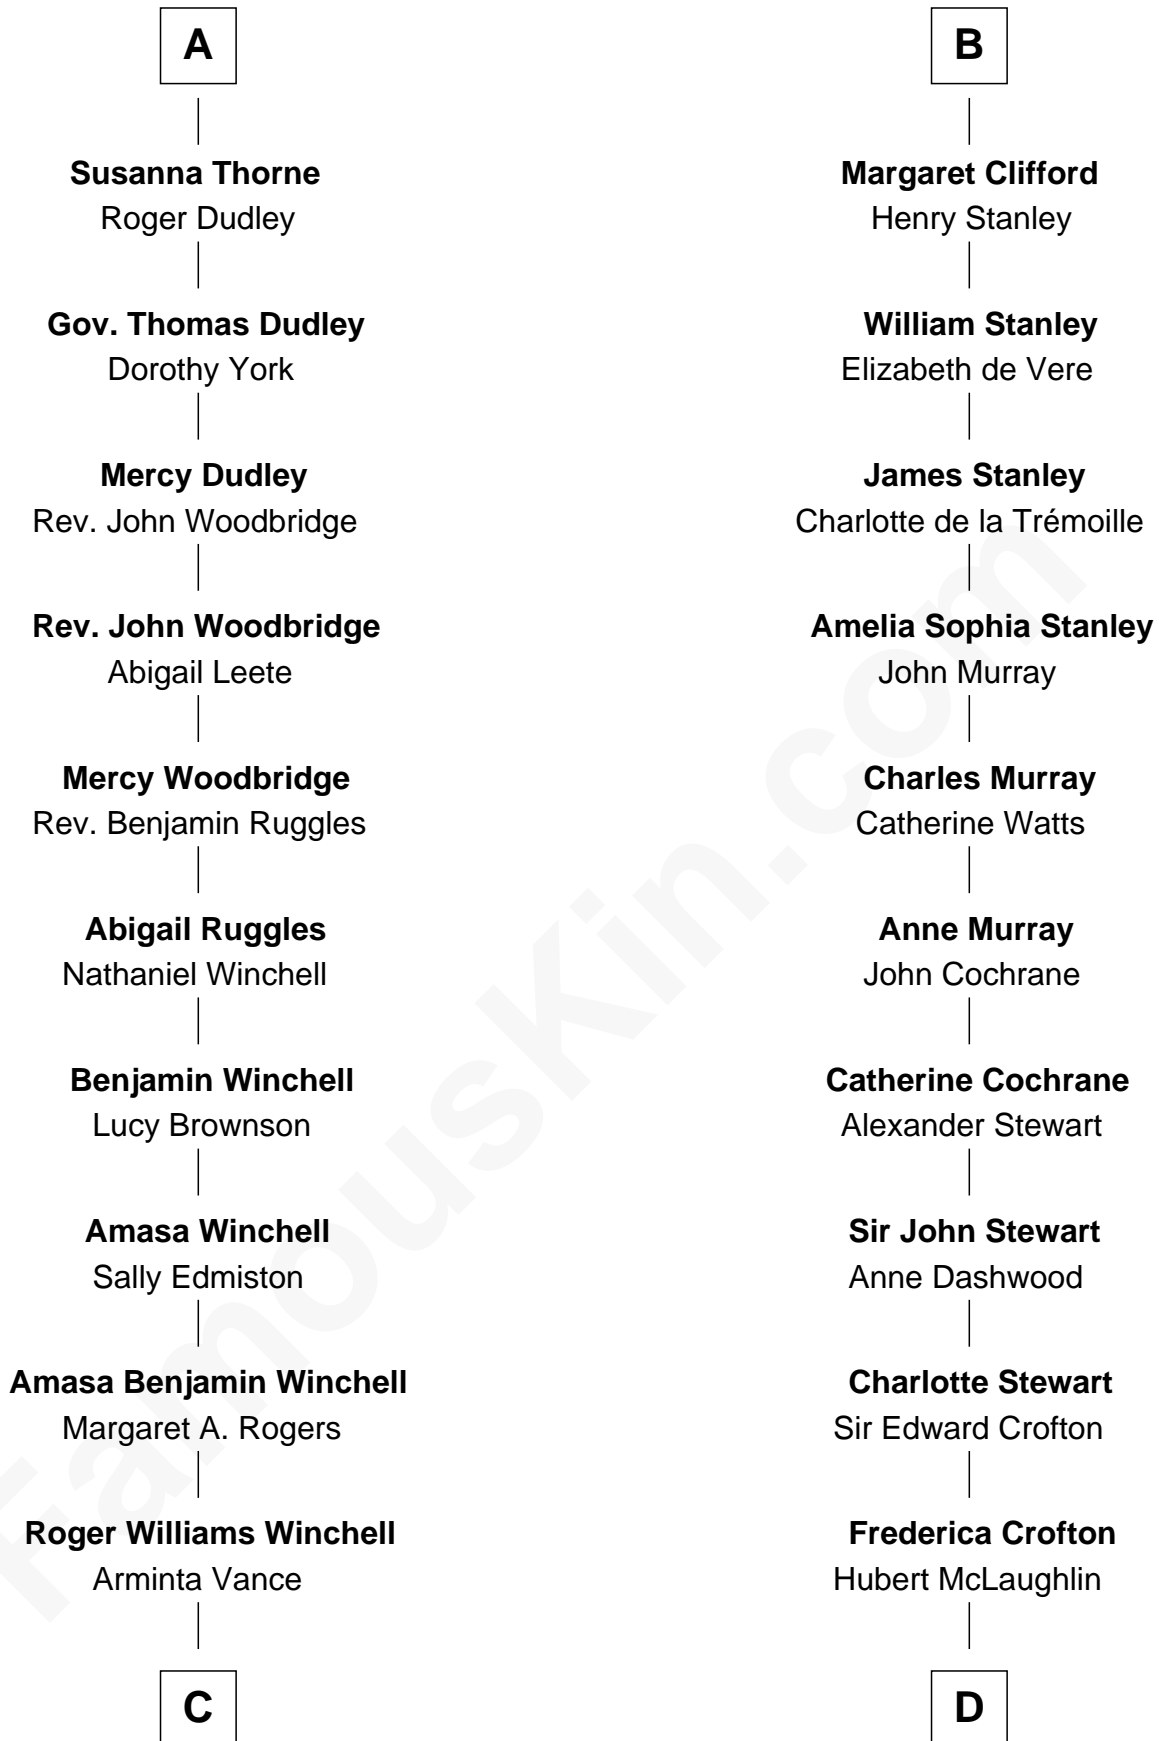 A
Susanna Thorne
Roger Dudley
Gov. Thomas Dudley
Dorothy York
Mercy Dudley
Rev. John Woodbridge
Rev. John Woodbridge
Abigail Leete
Mercy Woodbridge
Rev. Benjamin Ruggles
Abigail Ruggles
Nathaniel Winchell
Benjamin Winchell
Lucy Brownson
Amasa Winchell
Sally Edmiston
Amasa Benjamin Winchell
Margaret A. Rogers
Roger Williams Winchell
Arminta Vance
C
B
Margaret Clifford
Henry Stanley
William Stanley
Elizabeth de Vere
James Stanley
Charlotte de la Trémoille
Amelia Sophia Stanley
John Murray
Charles Murray
Catherine Watts
Anne Murray
John Cochrane
Catherine Cochrane
Alexander Stewart
Sir John Stewart
Anne Dashwood
Charlotte Stewart
Sir Edward Crofton
Frederica Crofton
Hubert McLaughlin
D
FamousKin.com